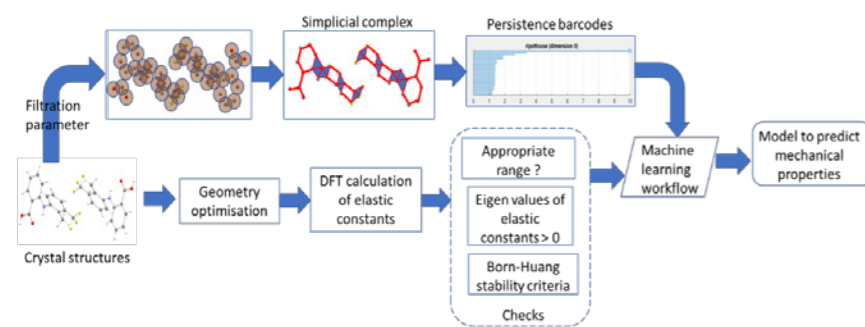 Simplicial complex
Persistence barcodes
Filtration
parameter
Crystal structures
Geometry
optimisation
DFT calculation
of elastic
constants
Appropriate
range ?
Eigen values of
elastic
constants > 0
Born-Huang
stability criteria
Checks
Machine
learning
workflow
Model to predict
mechanical
properties